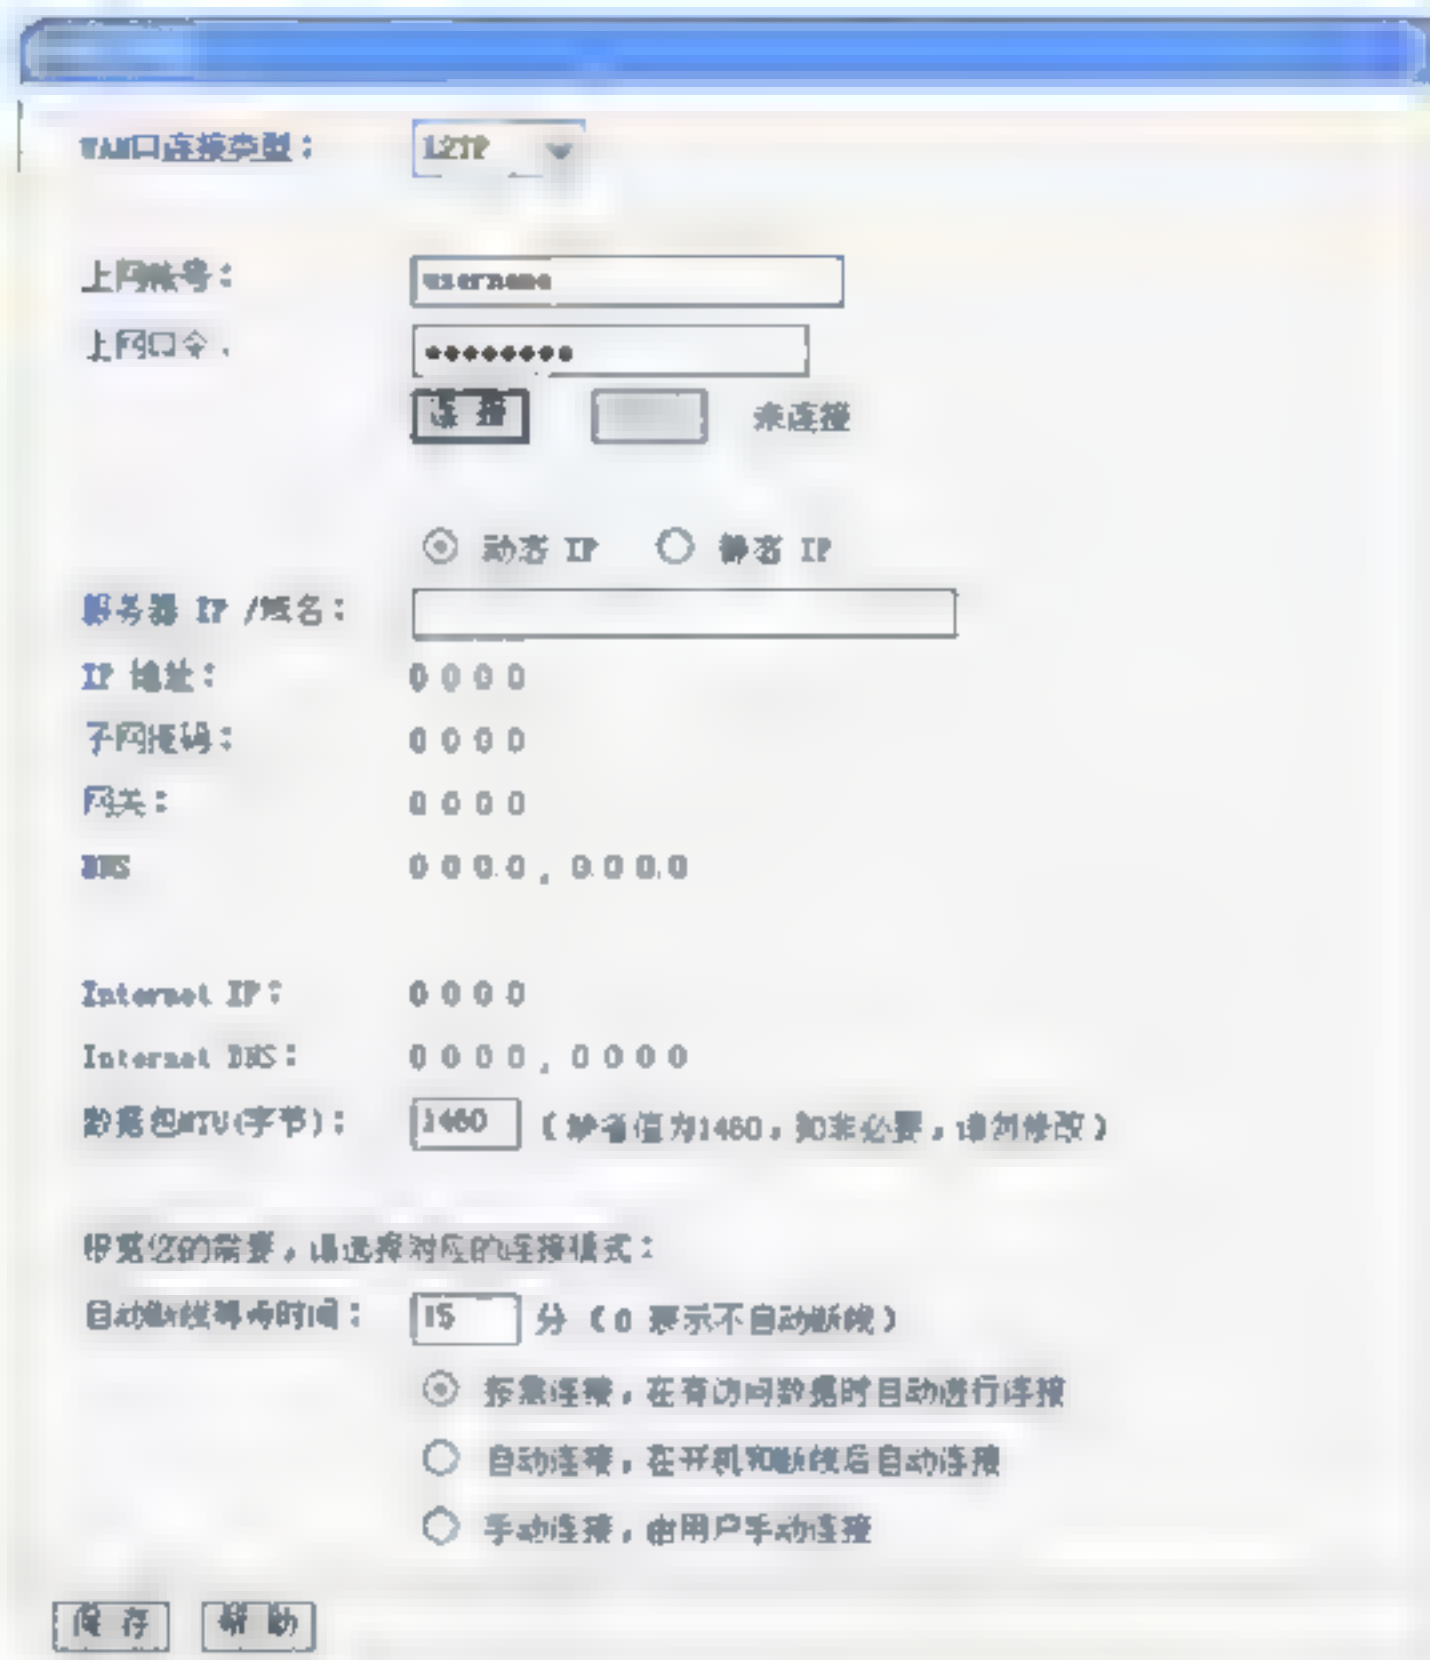 WAN口连接类型： L2TP
上网帐号： username
上网口令： ••••••••
连 接 未连接
动态 IP 静态 IP
服务器 IP /域名：
IP 地址： 0.0.0.0
子网掩码： 0.0.0.0
网关： 0.0.0.0
DNS 0.0.0.0 , 0.0.0.0
Internet IP： 0.0.0.0
Internet DNS： 0.0.0.0 , 0.0.0.0
数据包MTU(字节)： 1460 （缺省值为1460，如非必要，请勿修改）
根据您的需要，请选择对应的连接模式：
自动断线等待时间： 15 分（0 表示不自动断线）
按需连接，在有访问数据时自动进行连接
自动连接，在开机和断线后自动连接
手动连接，由用户手动连接
保 存 帮 助